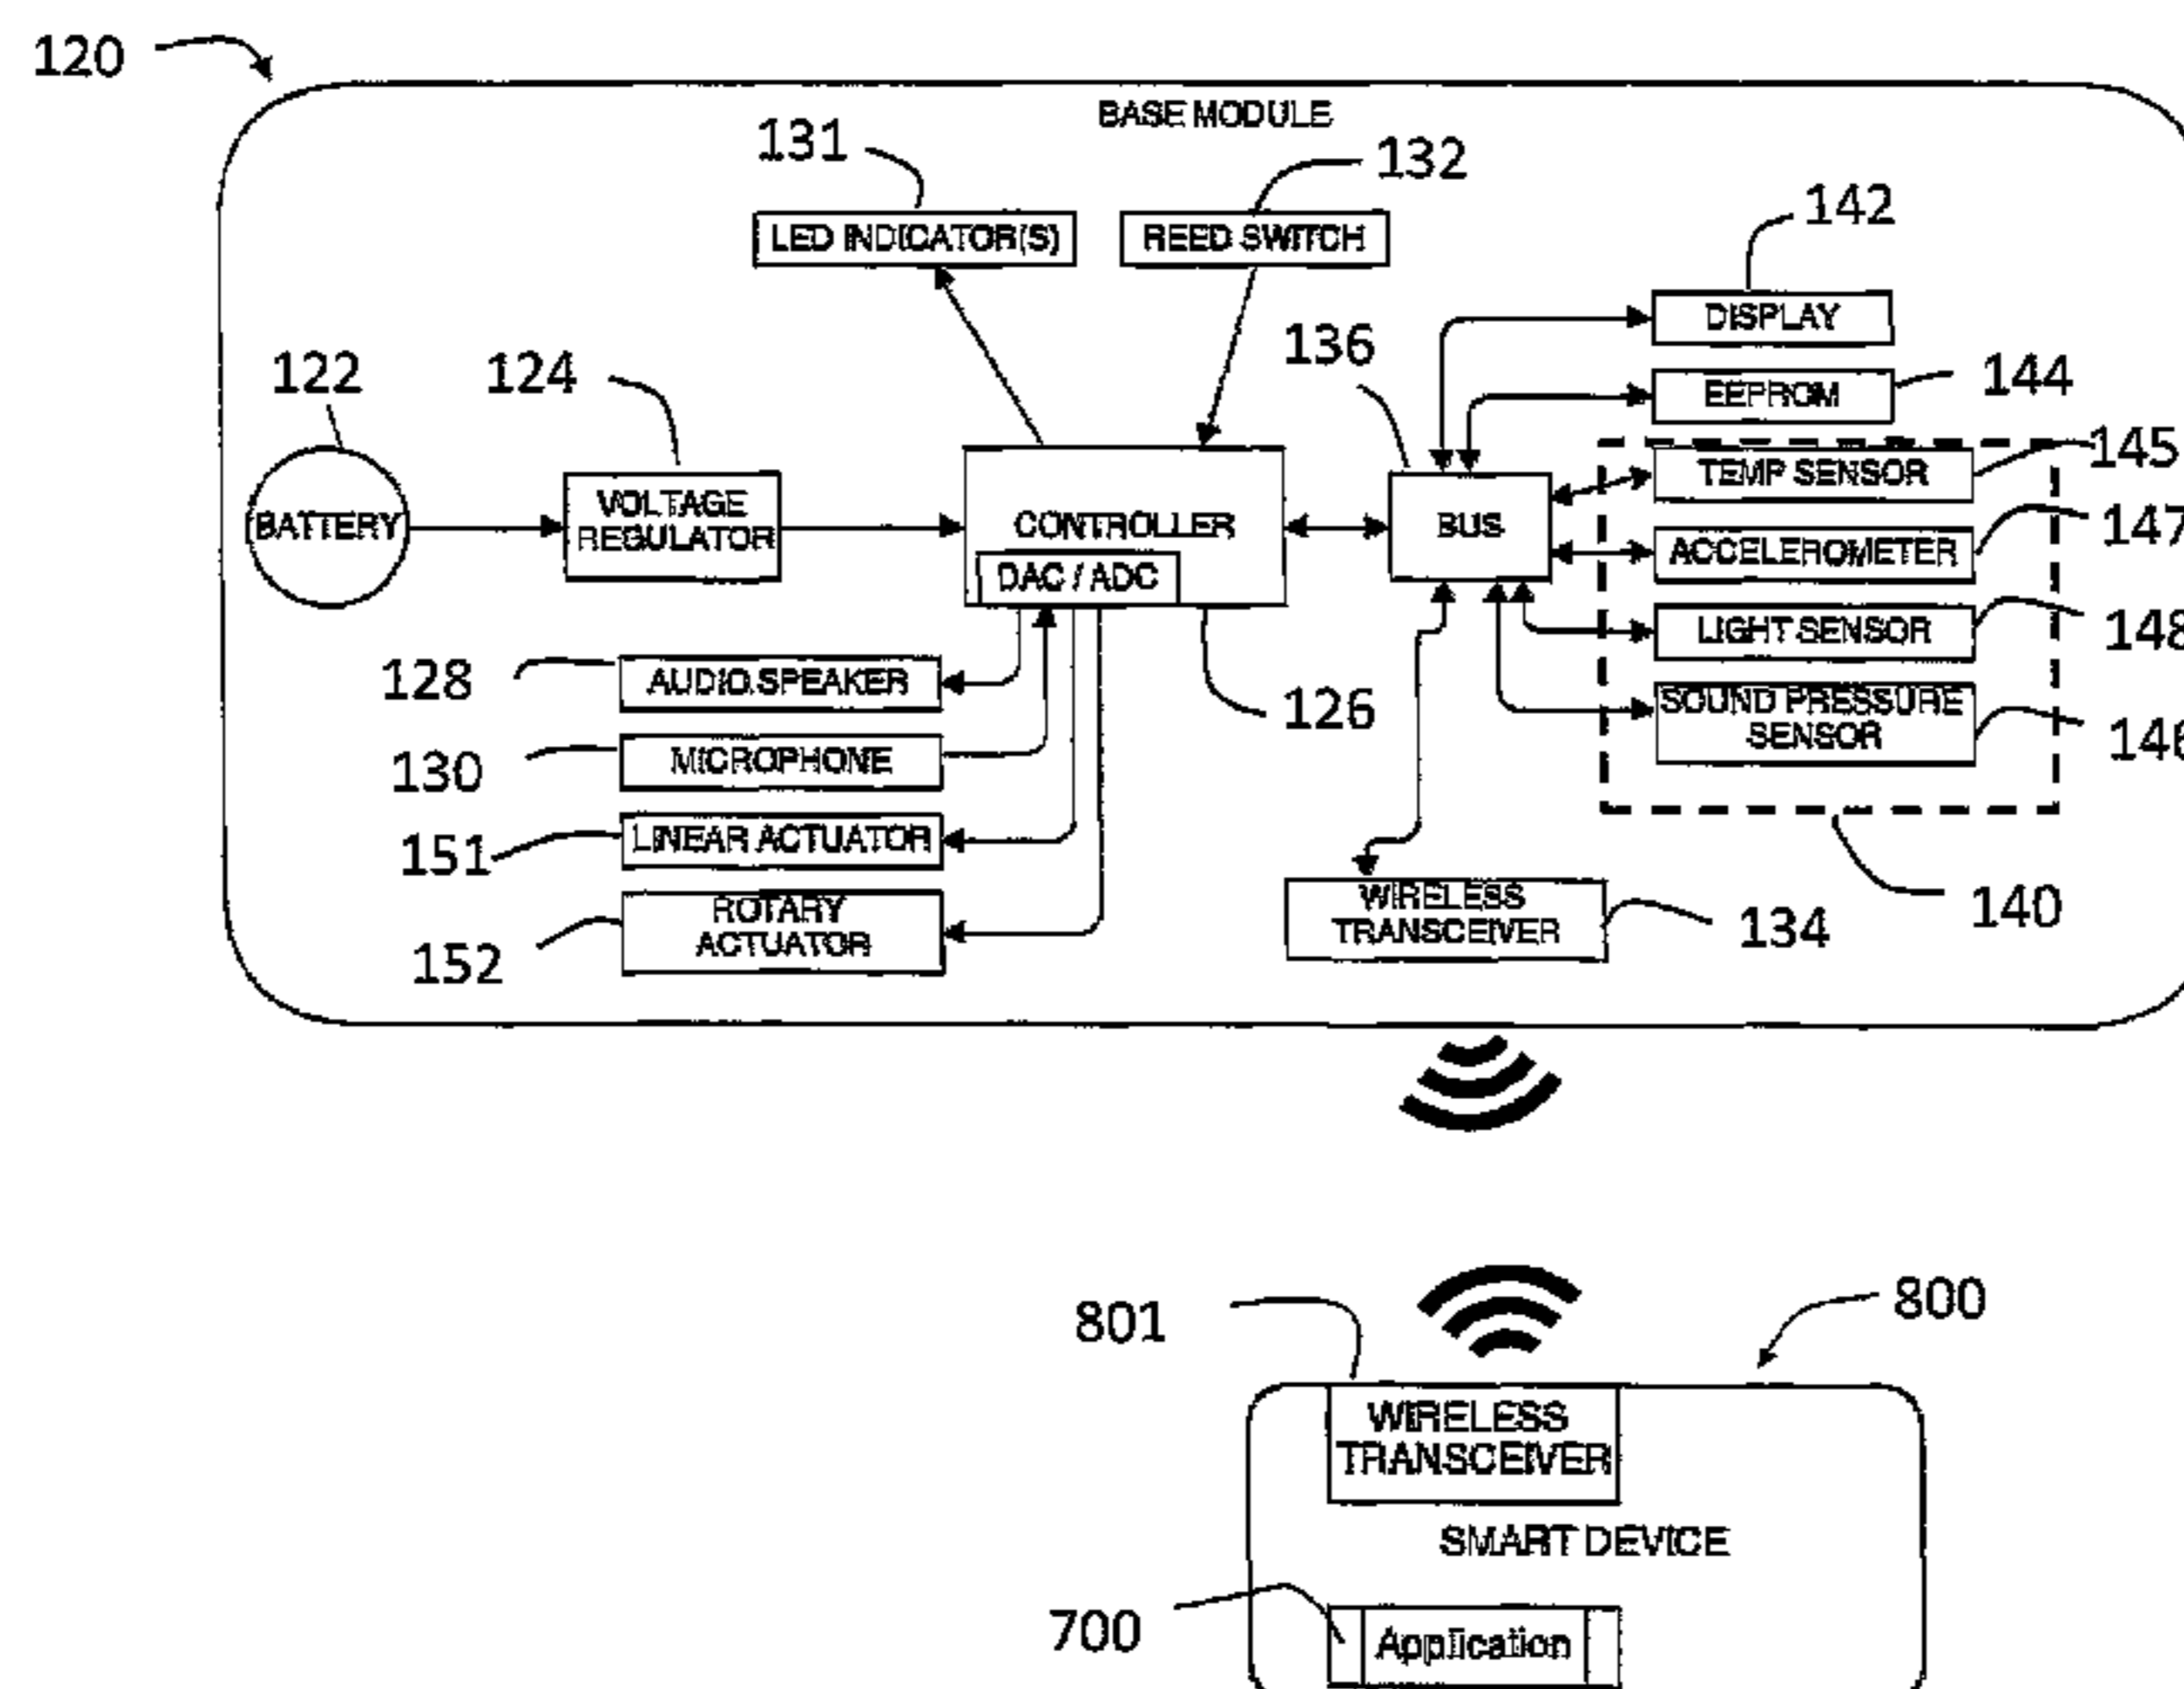 120
BASE MODULE
131
132
142
LED INDICATOR(S)
REED SWITCH
DISPLAY
136
122
124
144
EEPROM
145
TEMP SENSOR
VOLTAGE
REGULATOR
BATTERY
CONTROLLER
BUS
147
ACCELEROMETER
DAC / ADC
148
LIGHT SENSOR
128
AUDIO SPEAKER
126
SOUND PRESSURE
SENSOR
146
130
MICROPHONE
151
LINEAR ACTUATOR
152
ROTARY
ACTUATOR
WIRELESS
TRANSCEIVER
134
140
801
800
WIRELESS
TRANSCEIVER
SMART DEVICE
700
Application